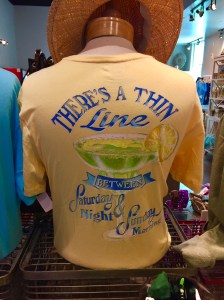 THERE'S A THIN
Line
BETWEEN
Saturday
Night & Sunday
Morning